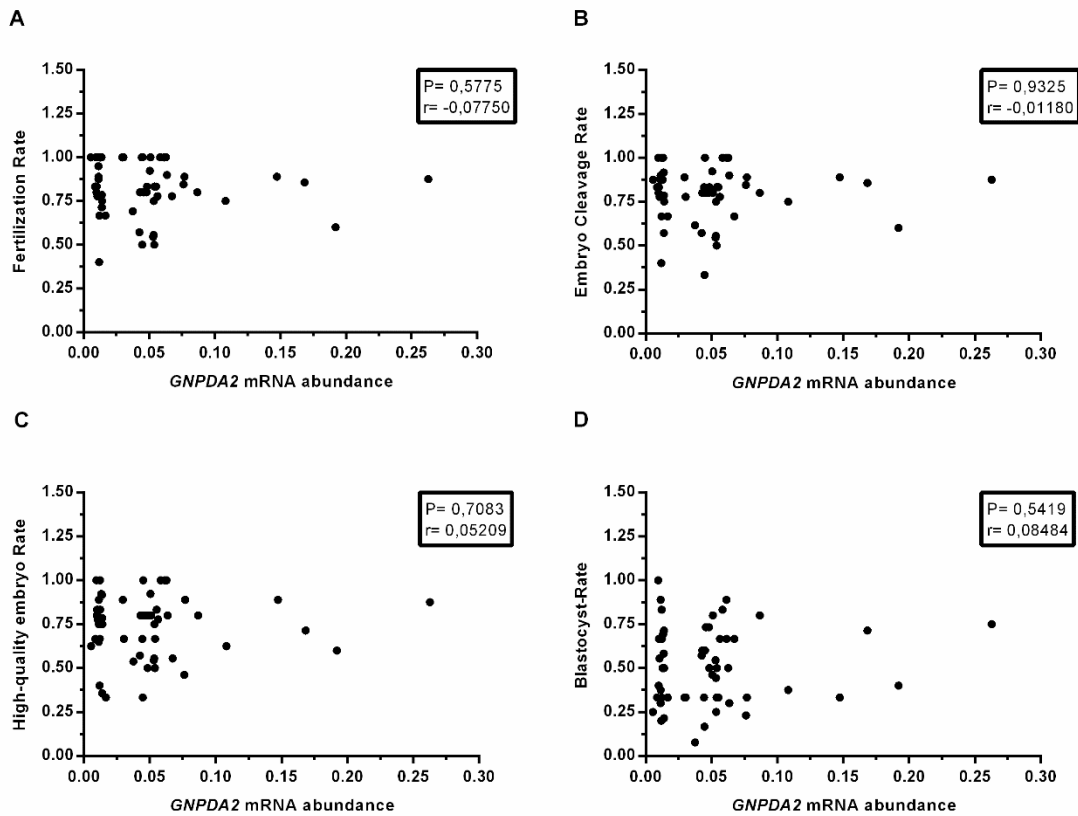 A
Fertilization Rate
1.50
1.25
1.00
0.75
0.50
0.25
0.00
P= 0,5775
r= -0,07750
0.00 0.05 0.10 0.15 0.20 0.25 0.30
GNPDA2 mRNA abundance
B
Embryo Cleavage Rate
1.50
1.25
1.00
0.75
0.50
0.25
0.00
P= 0,9325
r= -0,01180
0.00 0.05 0.10 0.15 0.20 0.25 0.30
GNPDA2 mRNA abundance
C
High-quality embryo Rate
1.50
1.25
1.00
0.75
0.50
0.25
0.00
P= 0,7083
r= 0,05209
0.00 0.05 0.10 0.15 0.20 0.25 0.30
GNPDA2 mRNA abundance
D
Blastocyst-Rate
1.50
1.25
1.00
0.75
0.50
0.25
0.00
P= 0,5419
r= 0,08484
0.00 0.05 0.10 0.15 0.20 0.25 0.30
GNPDA2 mRNA abundance